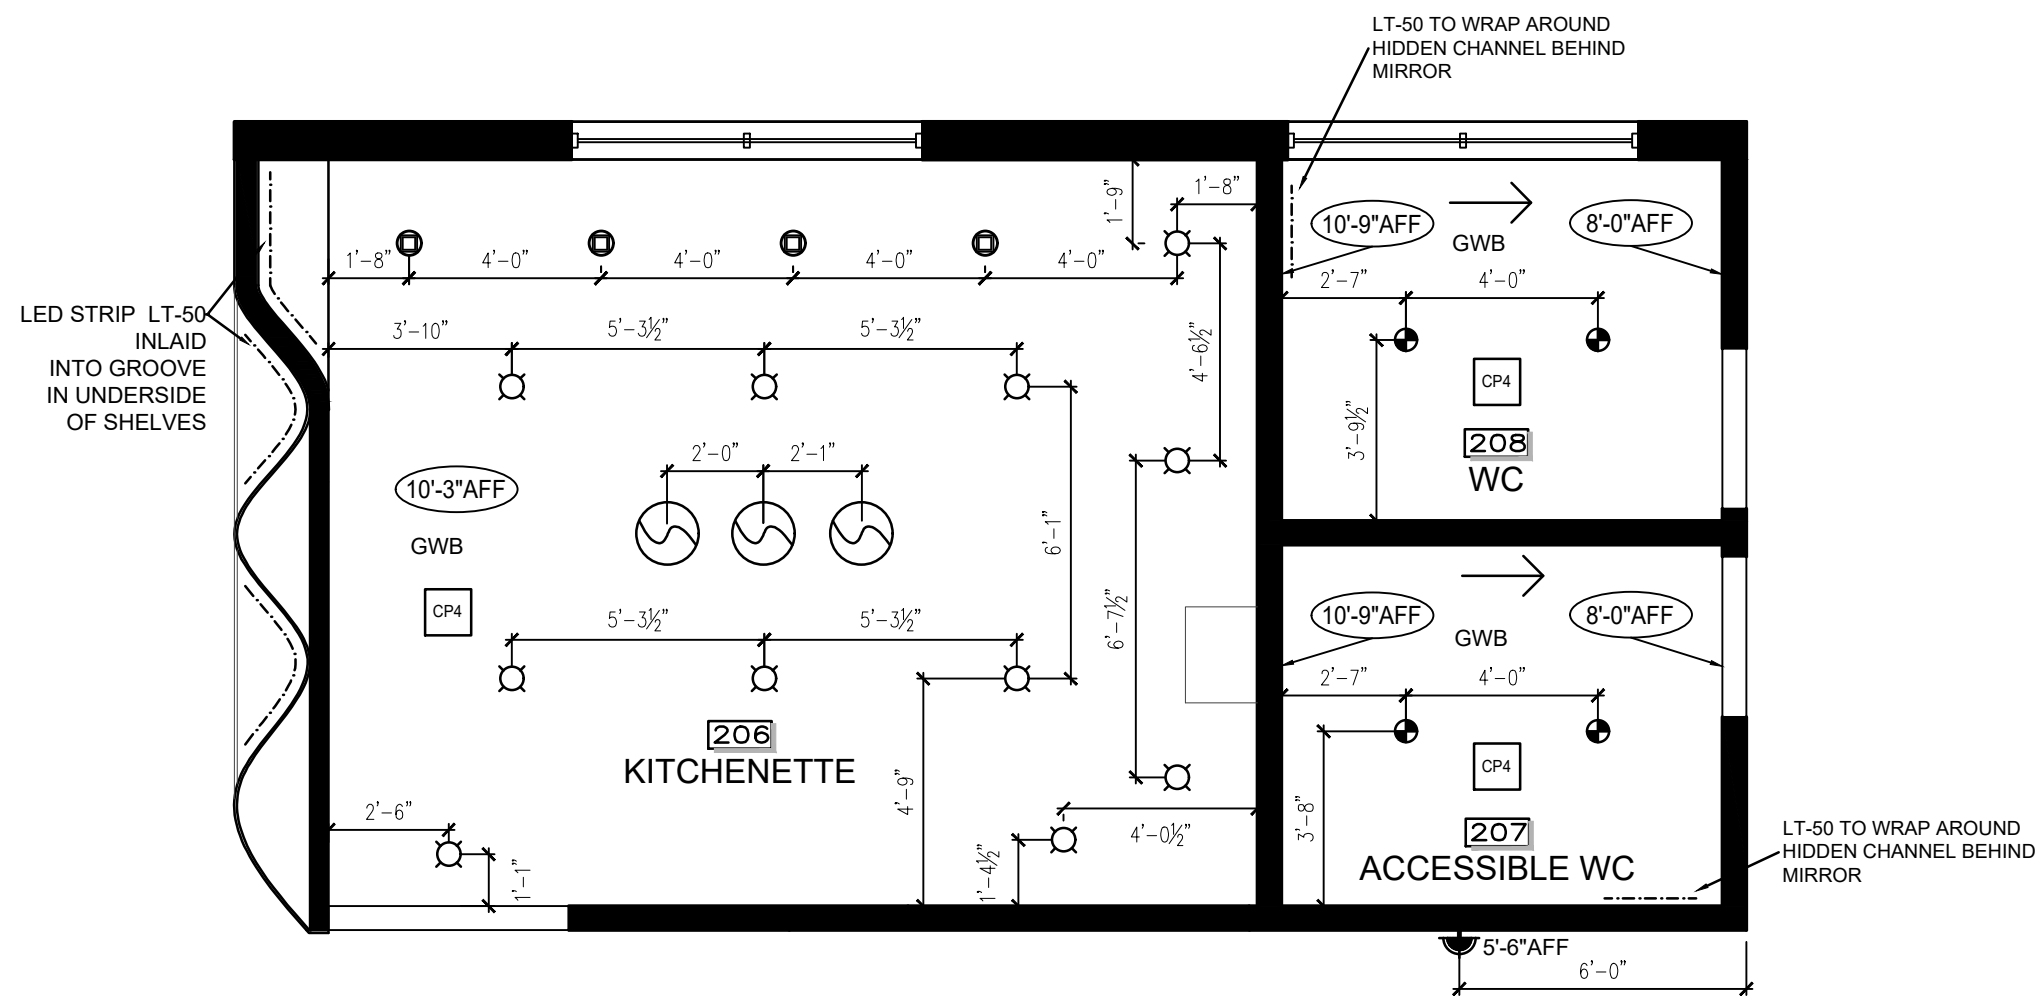 LT-50 TO WRAP AROUND
HIDDEN CHANNEL BEHIND
MIRROR
1'-9"
1'-8"
10'-9"AFF
8'-0"AFF
GWB
1'-8"
4'-0"
4'-0"
4'-0"
4'-0"
2'-7"
4'-0"
LED STRIP LT-50
INLAID
INTO GROOVE
IN UNDERSIDE
OF SHELVES
3'-10"
5'-3½"
5'-3½"
4'-6½"
3'-9½"
CP4
208
WC
2'-0"
2'-1"
10'-3"AFF
GWB
6'-1"
CP4
5'-3½"
5'-3½"
6'-7½"
10'-9"AFF
8'-0"AFF
GWB
2'-7"
4'-0"
206
KITCHENETTE
4'-9"
CP4
3'-8"
207
ACCESSIBLE WC
2'-6"
1'-1"
1'-4½"
4'-0½"
LT-50 TO WRAP AROUND
HIDDEN CHANNEL BEHIND
MIRROR
5'-6"AFF
6'-0"